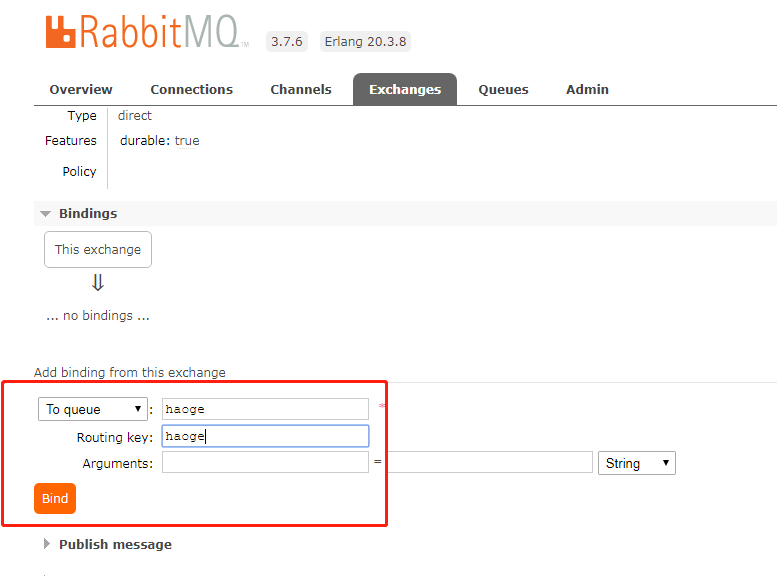 RabbitMQ TM 3.7.6 Erlang 20.3.8
Overview Connections Channels Exchanges Queues Admin
Type direct
Features durable: true
Policy
Bindings
This exchange
⇓
... no bindings ...
Add binding from this exchange
To queue : haoge *
Routing key: haoge
Arguments: = String
Bind
Publish message